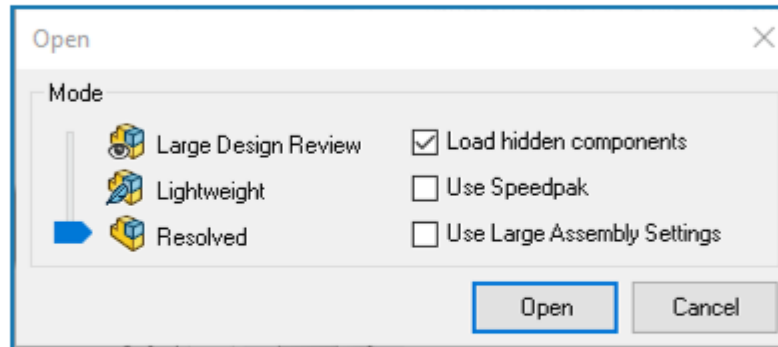 Open
Mode
Large Design Review
Load hidden components
Lightweight
Use Speedpak
Resolved
Use Large Assembly Settings
Open
Cancel